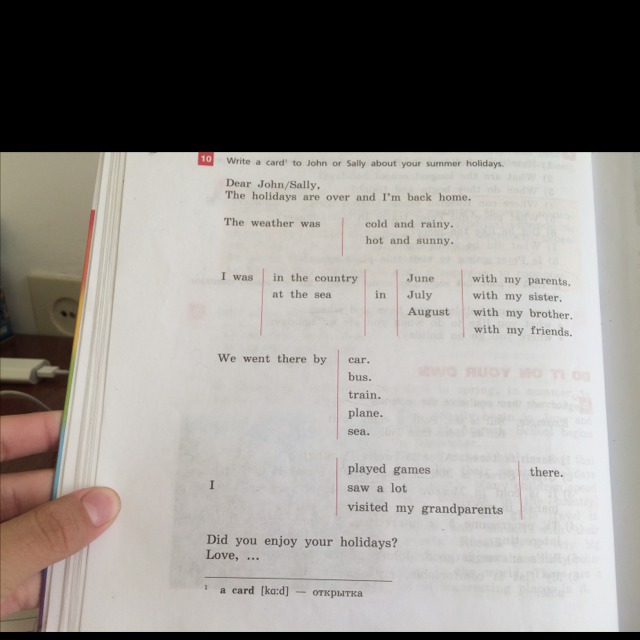 10 Write a card¹ to John or Sally about your summer holidays.
Dear John/Sally,
The holidays are over and I'm back home.
The weather was cold and rainy.
hot and sunny.
I was in the country in June with my parents.
at the sea July with my sister.
August with my brother.
with my friends.
We went there by car.
bus.
train.
plane.
sea.
I played games there.
saw a lot
visited my grandparents
Did you enjoy your holidays?
Love, ...
¹ a card [kɑ:d] — открытка